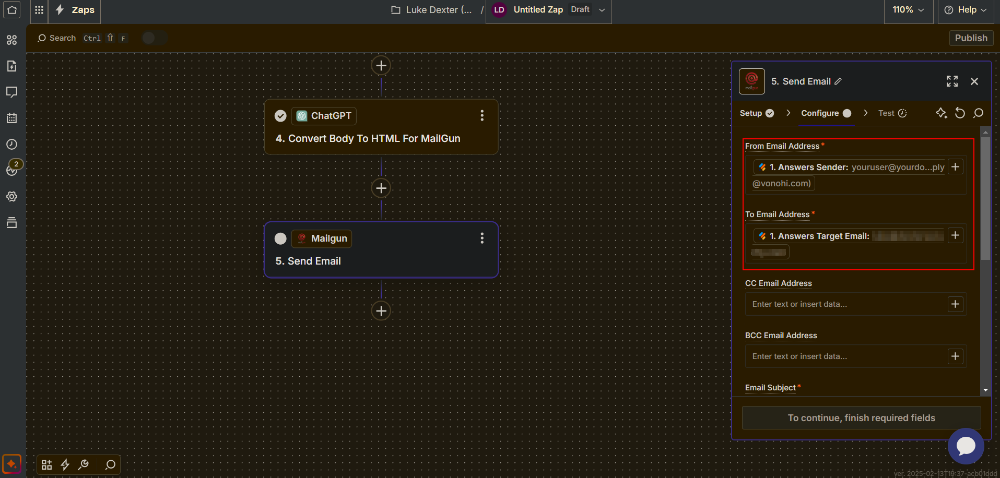 Zaps
Luke Dexter (... / LD Untitled Zap Draft
110%
Help
Search Ctrl ⇧ F
Publish
2
ChatGPT
4. Convert Body To HTML For MailGun
Mailgun
5. Send Email
mailgun
5. Send Email
Setup
Configure
Test
From Email Address*
1. Answers Sender: youruser@yourdo...ply
@vonohi.com)
To Email Address*
1. Answers Target Email:
CC Email Address
Enter text or insert data...
BCC Email Address
Enter text or insert data...
Email Subject*
To continue, finish required fields
ver. 2025-02-13T19:37-acb01ddd